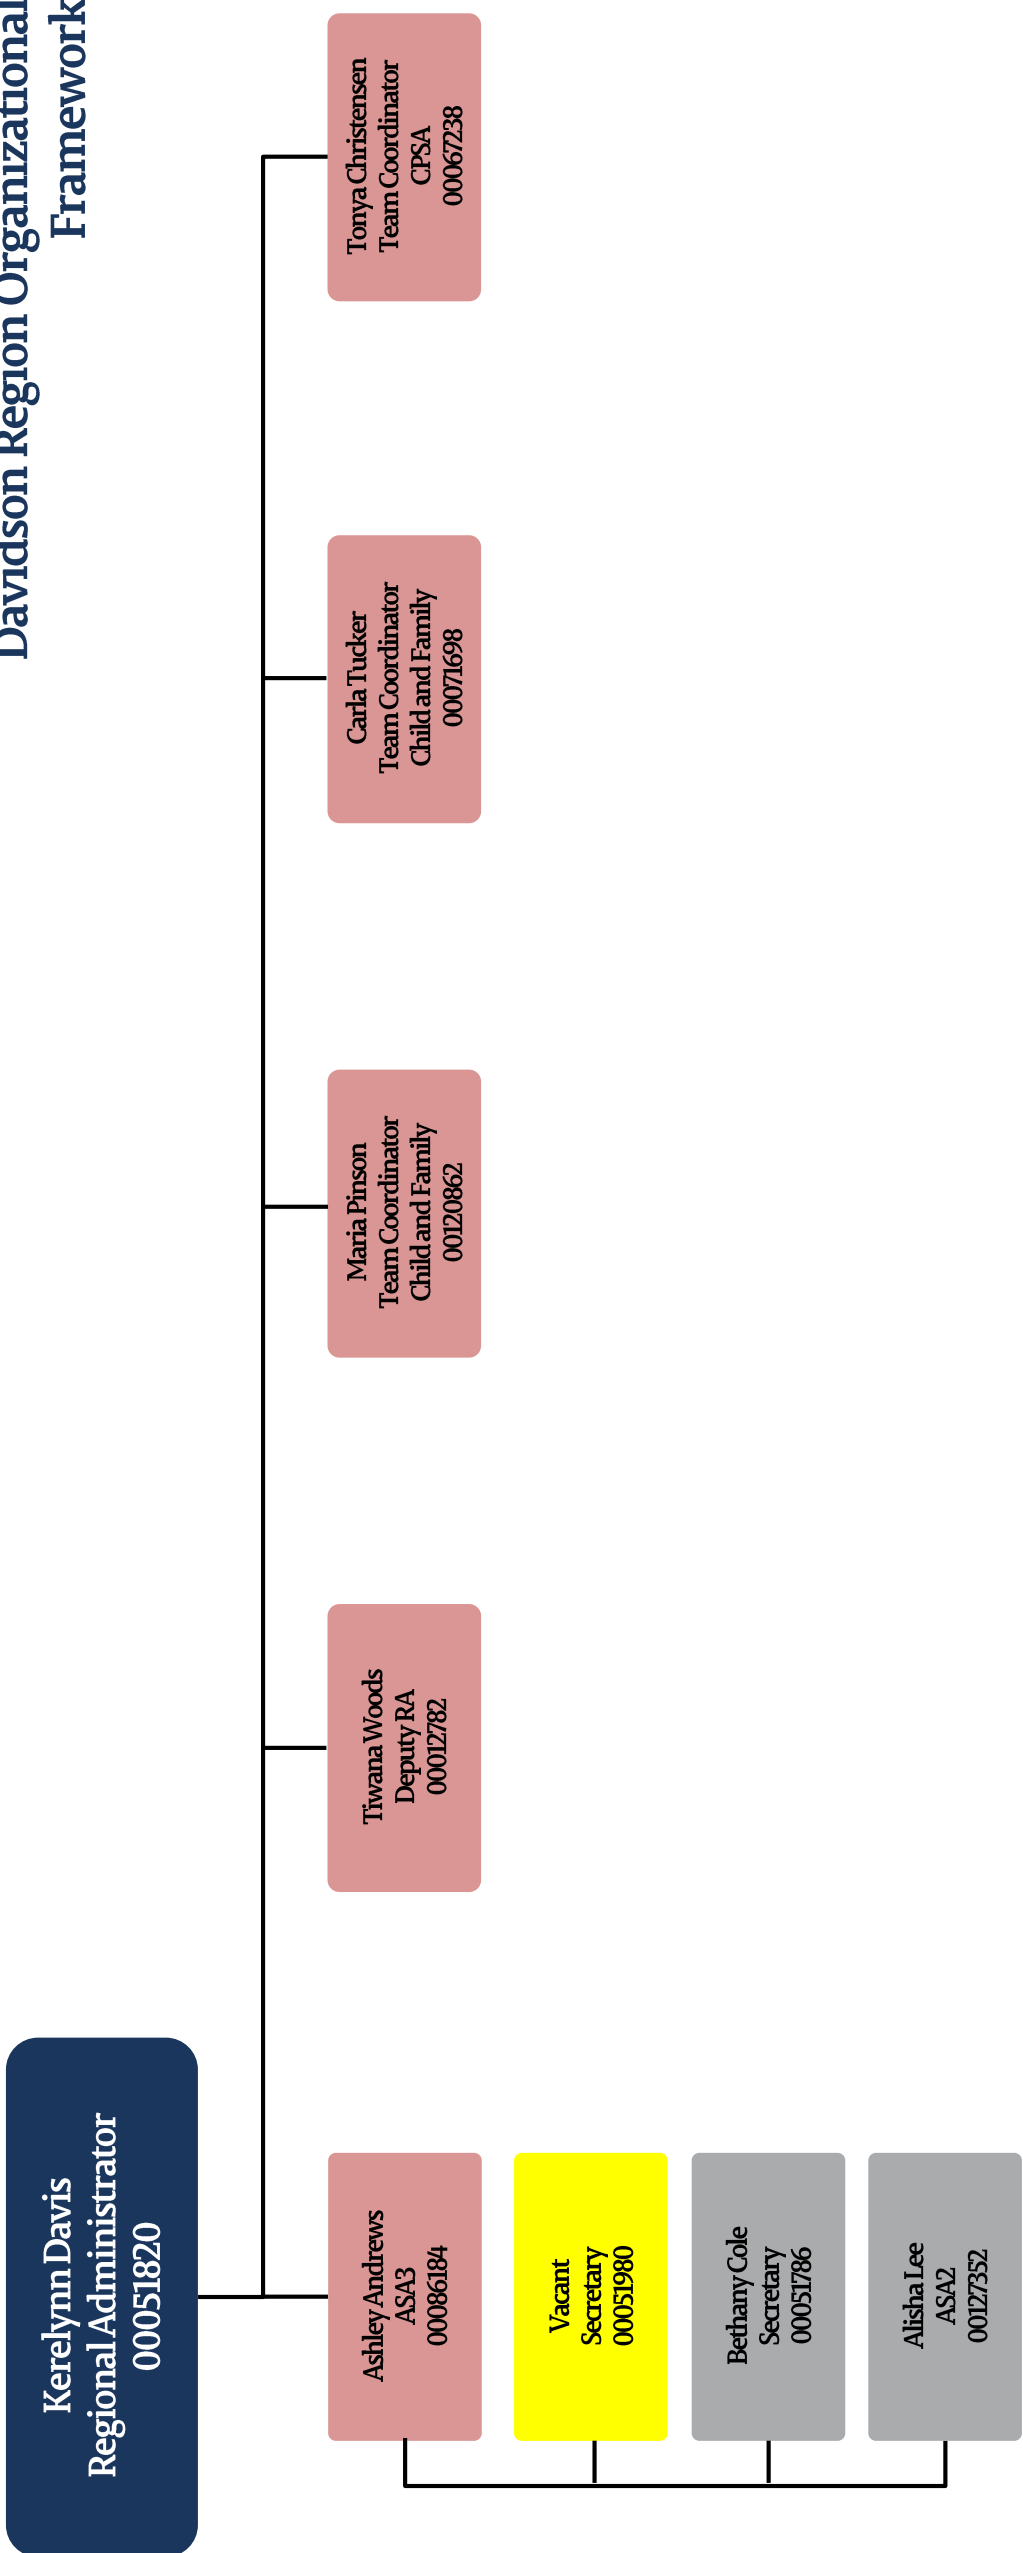 Davidson Region Organizational
Framework
Kerelynn Davis
Regional Administrator
00051820
Ashley Andrews
ASA3
00086184
Tiwana Woods
Deputy RA
00012782
Maria Pinson
Team Coordinator
Child and Family
00120862
Carla Tucker
Team Coordinator
Child and Family
00071698
Tonya Christensen
Team Coordinator
CPSA
00067238
Vacant
Secretary
00051980
Bethany Cole
Secretary
00051786
Alisha Lee
ASA2
00127352